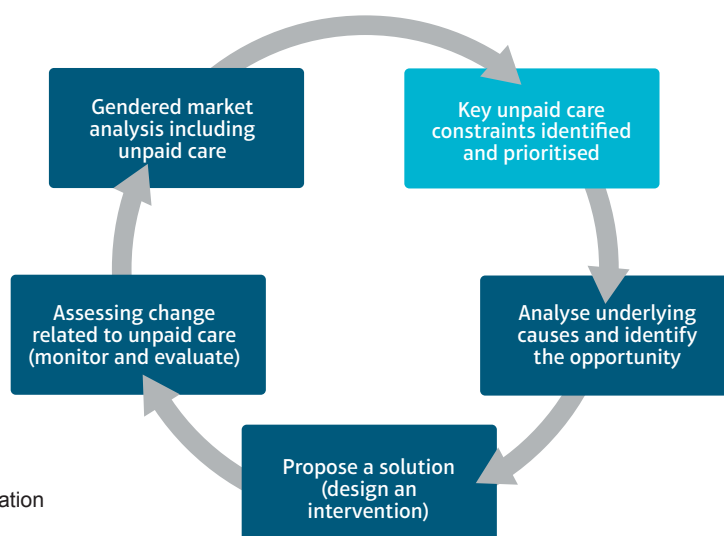 Gendered market
analysis including
unpaid care
Key unpaid care
constraints identified
and prioritised
Analyse underlying
causes and identify
the opportunity
Propose a solution
(design an
intervention)
Assessing change
related to unpaid care
(monitor and evaluate)
ation